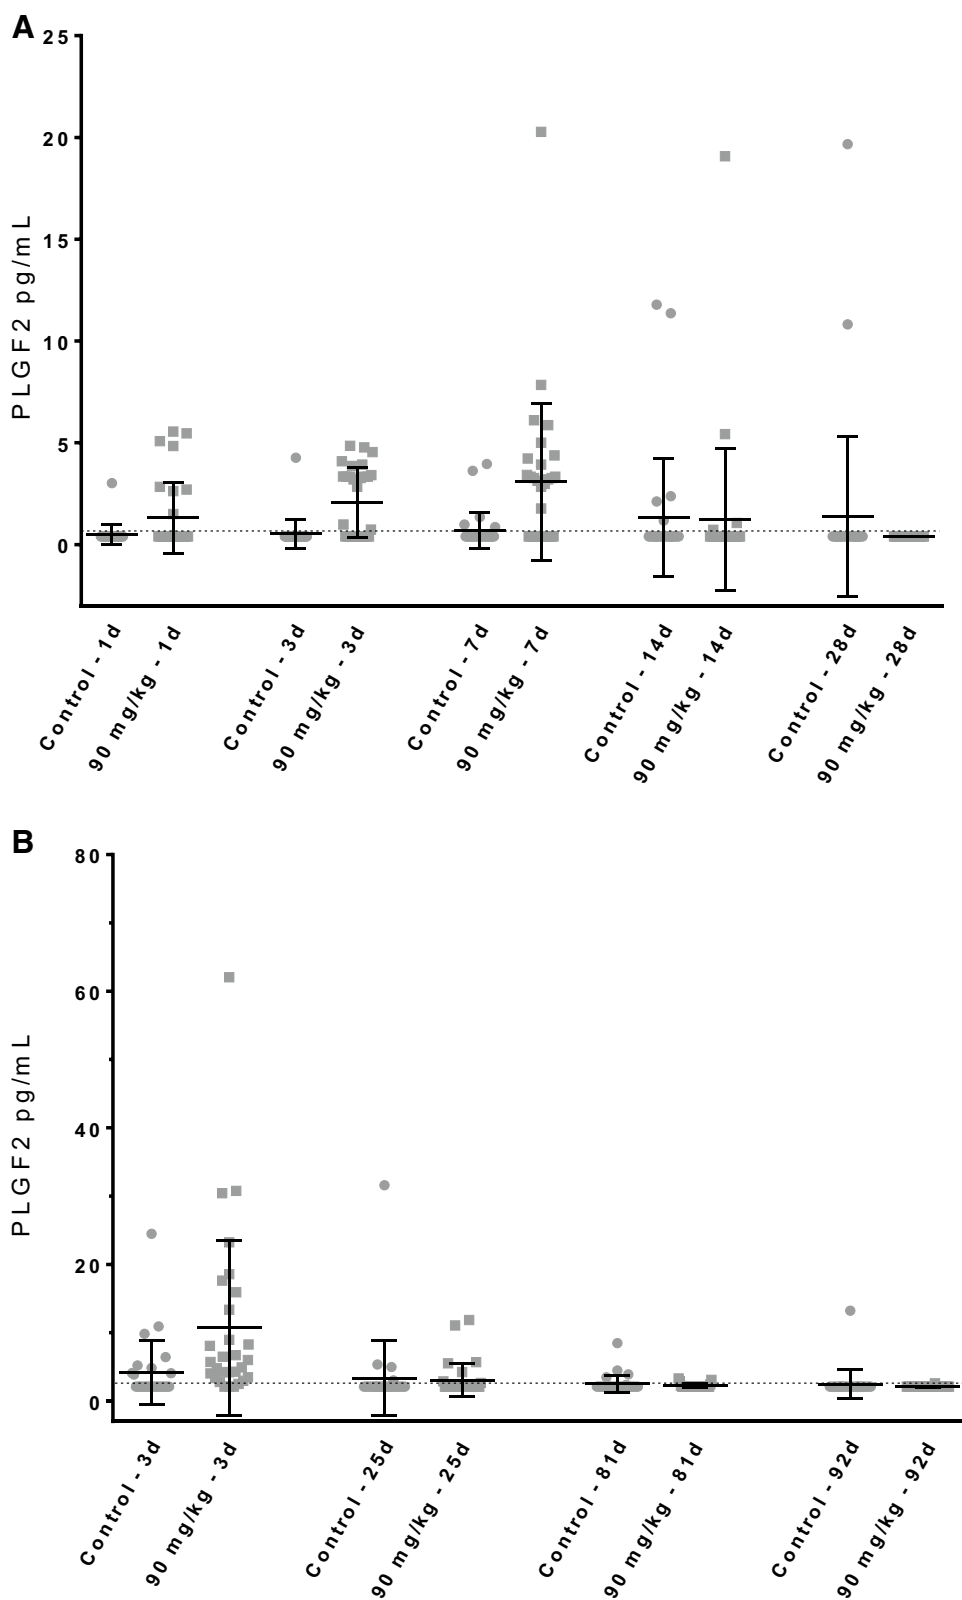 A
25
20
15
10
5
0
PLGF2 pg/mL
Control - 1d
90 mg/kg - 1d
Control - 3d
90 mg/kg - 3d
Control - 7d
90 mg/kg - 7d
Control - 14d
90 mg/kg - 14d
Control - 28d
90 mg/kg - 28d
B
80
60
40
20
0
PLGF2 pg/mL
Control - 3d
90 mg/kg - 3d
Control - 25d
90 mg/kg - 25d
Control - 81d
90 mg/kg - 81d
Control - 92d
90 mg/kg - 92d